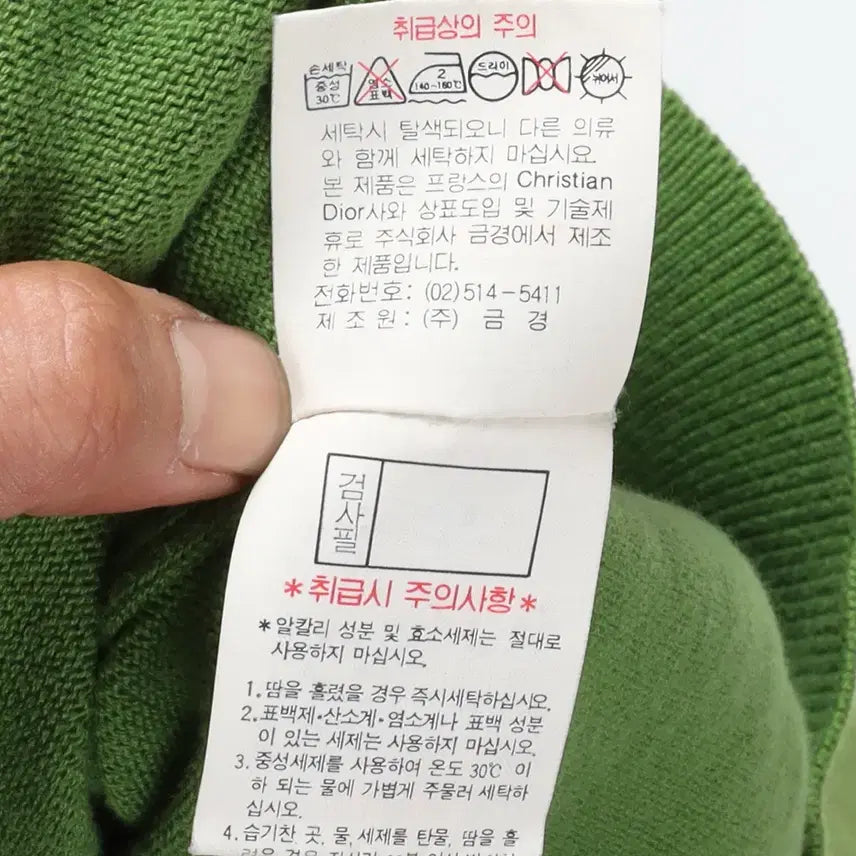 취급상의 주의
손세탁 중성 30℃
염소 표백
2 140~160℃
드라이
뉘어서
세탁시 탈색되오니 다른 의류
와 함께 세탁하지 마십시요.
본 제품은 프랑스의 Christian
Dior사와 상표도입 및 기술제
휴로 주식회사 금경에서 제조
한 제품입니다.
전화번호: (02)514-5411
제 조 원 : (주) 금 경
검사필
*취급시 주의사항*
*알칼리 성분 및 효소세제는 절대로
사용하지 마십시오.
1. 땀을 흘렸을 경우 즉시세탁하십시오.
2. 표백제·산소계·염소계나 표백 성분
이 있는 세제는 사용하지 마십시오.
3. 중성세제를 사용하여 온도 30℃ 이
하 되는 물에 가볍게 주물러 세탁하
십시오.
4. 습기찬 곳, 물, 세제를 탄물, 땀을 흘